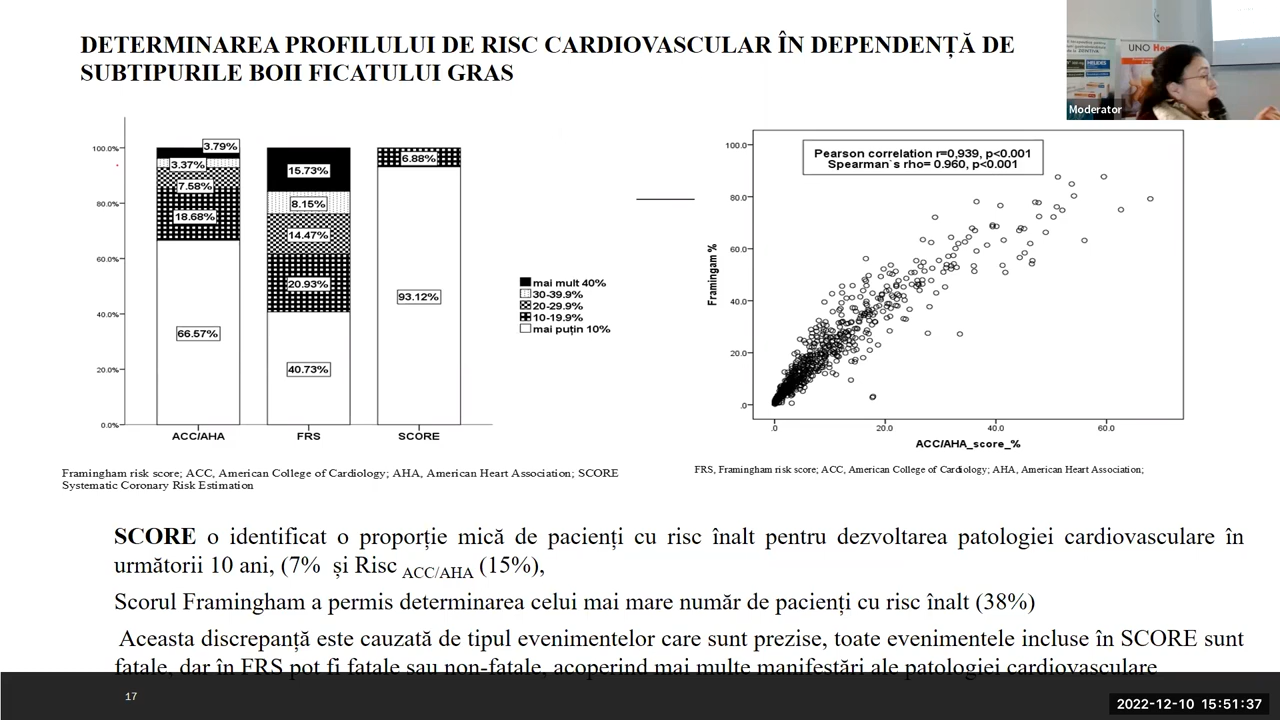 DETERMINAREA PROFILULUI DE RISC CARDIOVASCULAR ÎN DEPENDENȚĂ DE
SUBTIPURILE BOII FICATULUI GRAS
UNO
HELIDES
Moderator
100.0%
80.0%
60.0%
40.0%
20.0%
0.0%
3.79%
3.37%
7.58%
18.68%
66.57%
15.73%
8.15%
14.47%
20.93%
40.73%
6.88%
93.12%
ACC/AHA
FRS
SCORE
mai mult 40%
30-39.9%
20-29.9%
10-19.9%
mai puțin 10%
Framingham risk score; ACC, American College of Cardiology; AHA, American Heart Association; SCORE
Systematic Coronary Risk Estimation
Pearson correlation r=0,939, p<0.001
Spearman`s rho= 0.960, p<0.001
Framingam %
100.0
80.0
60.0
40.0
20.0
.0
.0
20.0
40.0
60.0
ACC/AHA_score_%
FRS, Framingham risk score; ACC, American College of Cardiology; AHA, American Heart Association;
SCORE o identificat o proporție mică de pacienți cu risc înalt pentru dezvoltarea patologiei cardiovasculare în
următorii 10 ani, (7% și Risc ACC/AHA (15%),
Scorul Framingham a permis determinarea celui mai mare număr de pacienți cu risc înalt (38%)
Aceasta discrepanță este cauzată de tipul evenimentelor care sunt prezise, toate evenimentele incluse în SCORE sunt
fatale, dar în FRS pot fi fatale sau non-fatale, acoperind mai multe manifestări ale patologiei cardiovasculare
17
2022-12-10 15:51:37